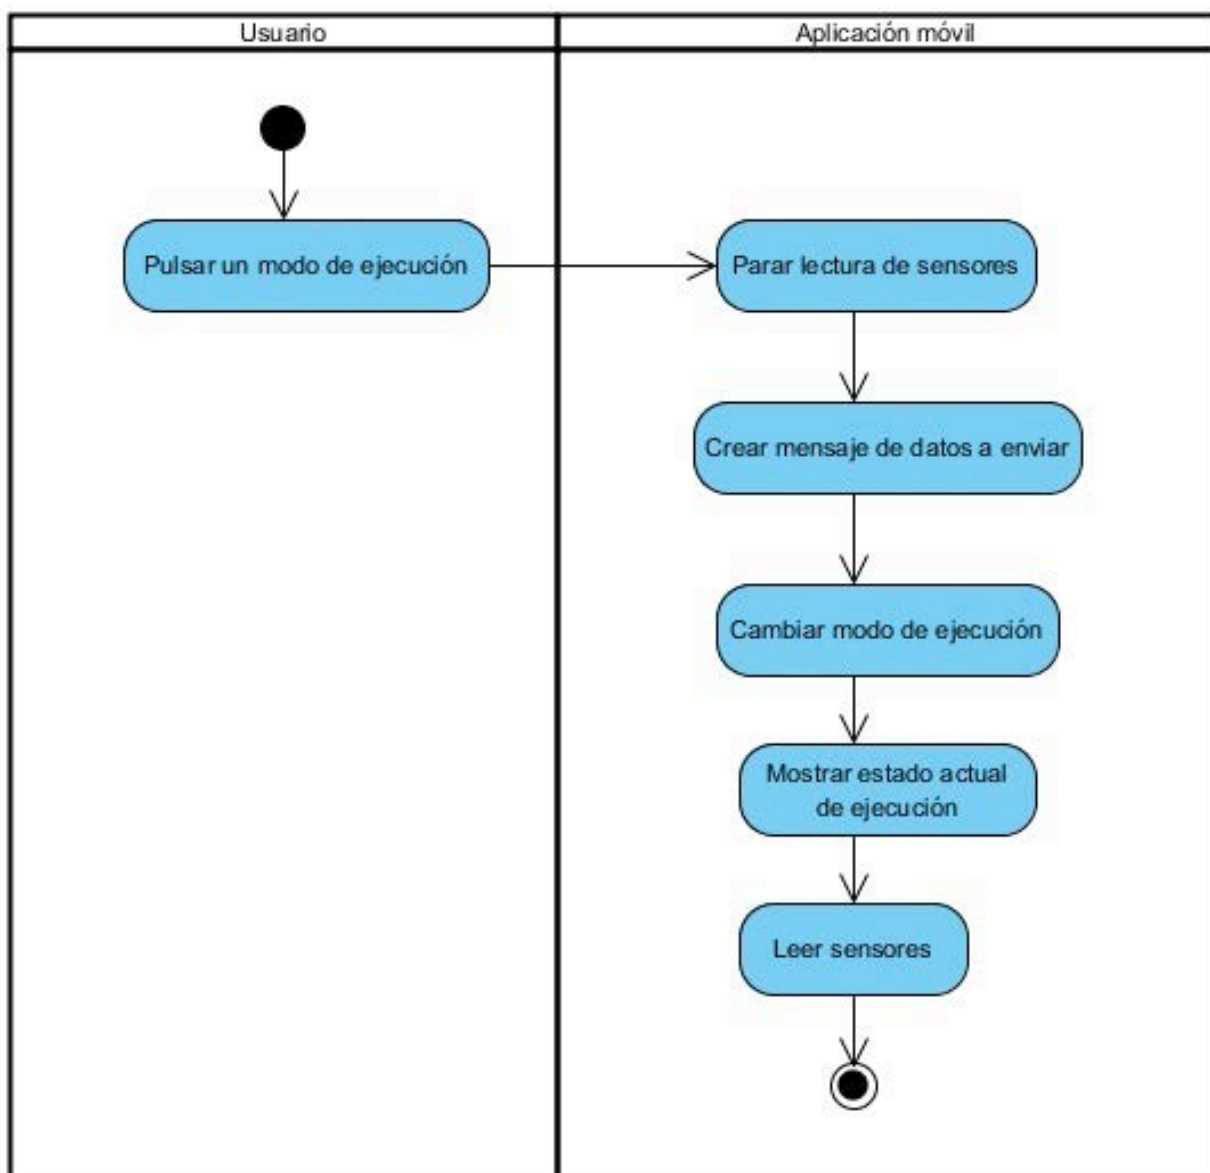 Usuario
Aplicación móvil
Pulsar un modo de ejecución
Parar lectura de sensores
Crear mensaje de datos a enviar
Cambiar modo de ejecución
Mostrar estado actual
de ejecución
Leer sensores